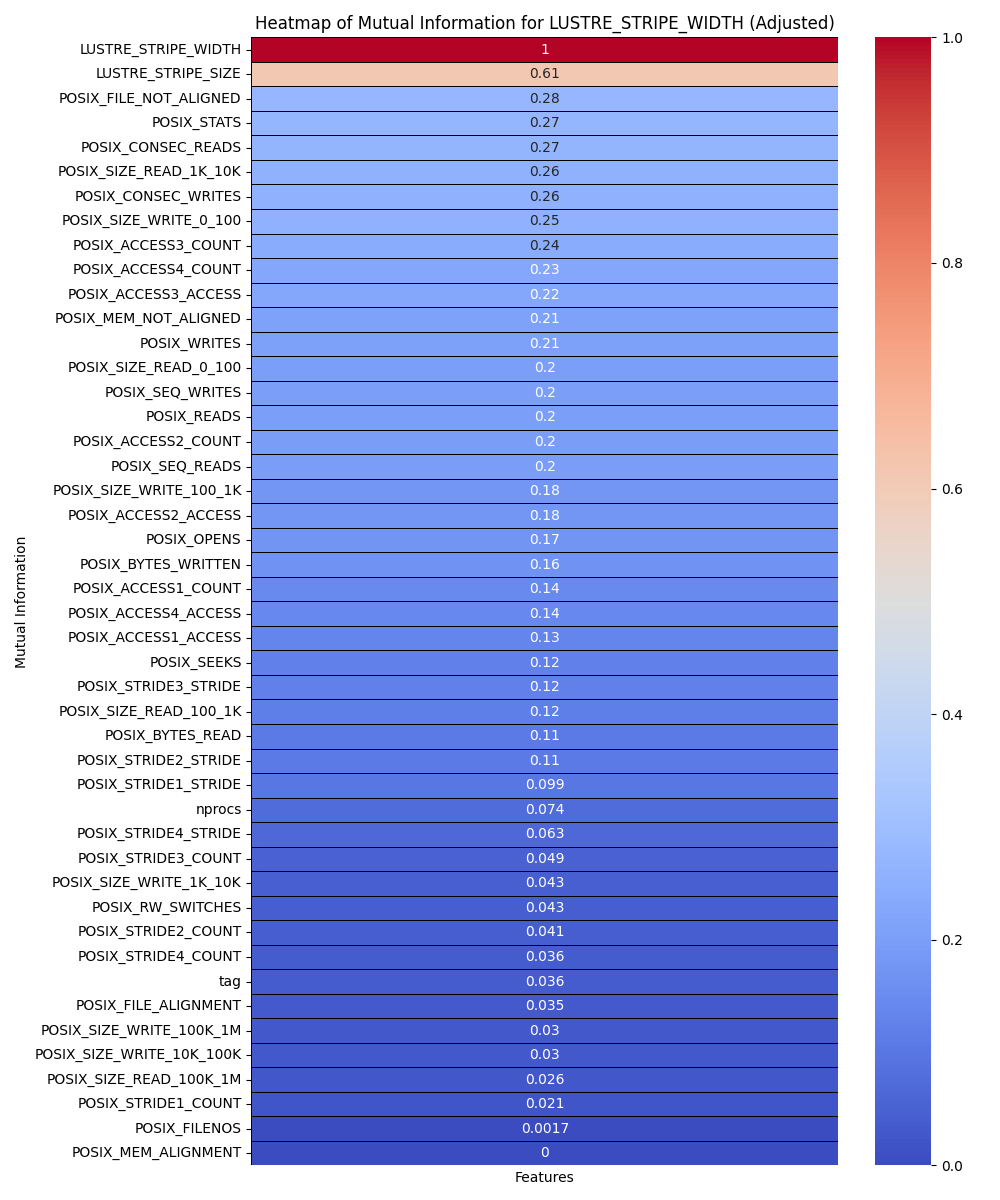 Heatmap of Mutual Information for LUSTRE_STRIPE_WIDTH (Adjusted)
LUSTRE_STRIPE_WIDTH 1
LUSTRE_STRIPE_SIZE 0.61
POSIX_FILE_NOT_ALIGNED 0.28
POSIX_STATS 0.27
POSIX_CONSEC_READS 0.27
POSIX_SIZE_READ_1K_10K 0.26
POSIX_CONSEC_WRITES 0.26
POSIX_SIZE_WRITE_0_100 0.25
POSIX_ACCESS3_COUNT 0.24
POSIX_ACCESS4_COUNT 0.23
POSIX_ACCESS3_ACCESS 0.22
POSIX_MEM_NOT_ALIGNED 0.21
POSIX_WRITES 0.21
POSIX_SIZE_READ_0_100 0.2
POSIX_SEQ_WRITES 0.2
POSIX_READS 0.2
POSIX_ACCESS2_COUNT 0.2
POSIX_SEQ_READS 0.2
POSIX_SIZE_WRITE_100_1K 0.18
POSIX_ACCESS2_ACCESS 0.18
POSIX_OPENS 0.17
POSIX_BYTES_WRITTEN 0.16
POSIX_ACCESS1_COUNT 0.14
POSIX_ACCESS4_ACCESS 0.14
POSIX_ACCESS1_ACCESS 0.13
POSIX_SEEKS 0.12
POSIX_STRIDE3_STRIDE 0.12
POSIX_SIZE_READ_100_1K 0.12
POSIX_BYTES_READ 0.11
POSIX_STRIDE2_STRIDE 0.11
POSIX_STRIDE1_STRIDE 0.099
nprocs 0.074
POSIX_STRIDE4_STRIDE 0.063
POSIX_STRIDE3_COUNT 0.049
POSIX_SIZE_WRITE_1K_10K 0.043
POSIX_RW_SWITCHES 0.043
POSIX_STRIDE2_COUNT 0.041
POSIX_STRIDE4_COUNT 0.036
tag 0.036
POSIX_FILE_ALIGNMENT 0.035
POSIX_SIZE_WRITE_100K_1M 0.03
POSIX_SIZE_WRITE_10K_100K 0.03
POSIX_SIZE_READ_100K_1M 0.026
POSIX_STRIDE1_COUNT 0.021
POSIX_FILENOS 0.0017
POSIX_MEM_ALIGNMENT 0
Features
Mutual Information
1.0
0.8
0.6
0.4
0.2
0.0